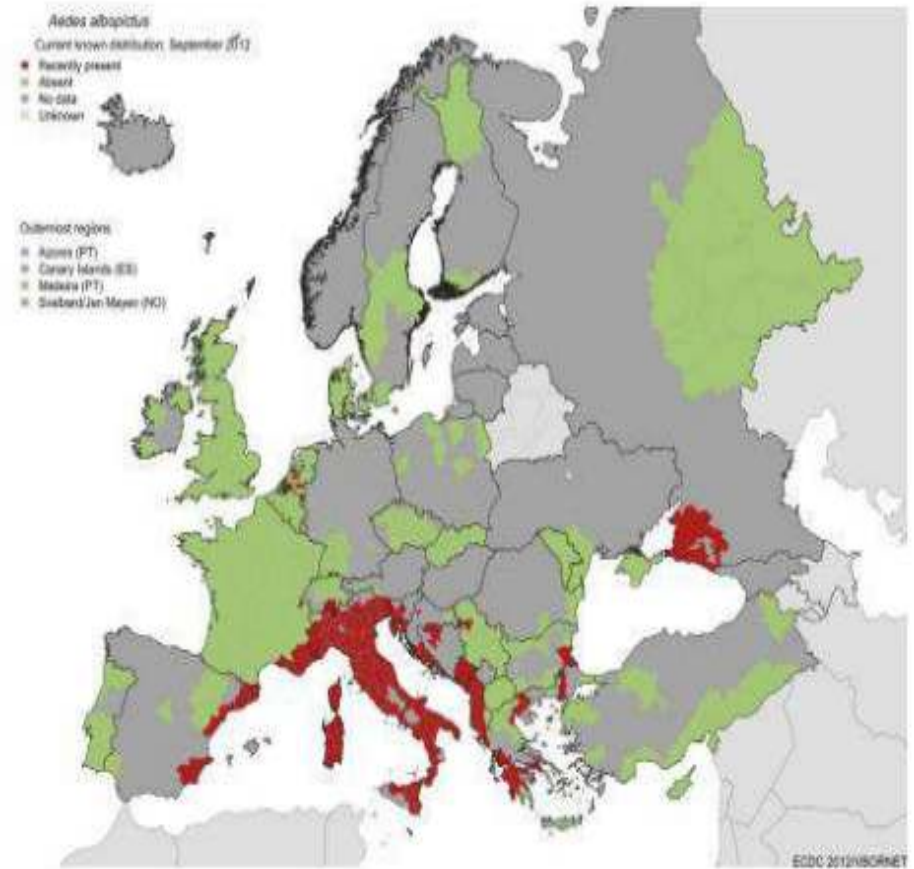 Aedes albopictus
Current known distribution: September 2012
Recently present
Absent
No data
Unknown
Outermost regions
Azores (PT)
Canary Islands (ES)
Madeira (PT)
Svalbard/Jan Mayen (NO)
ECDC 2012/VBORNET